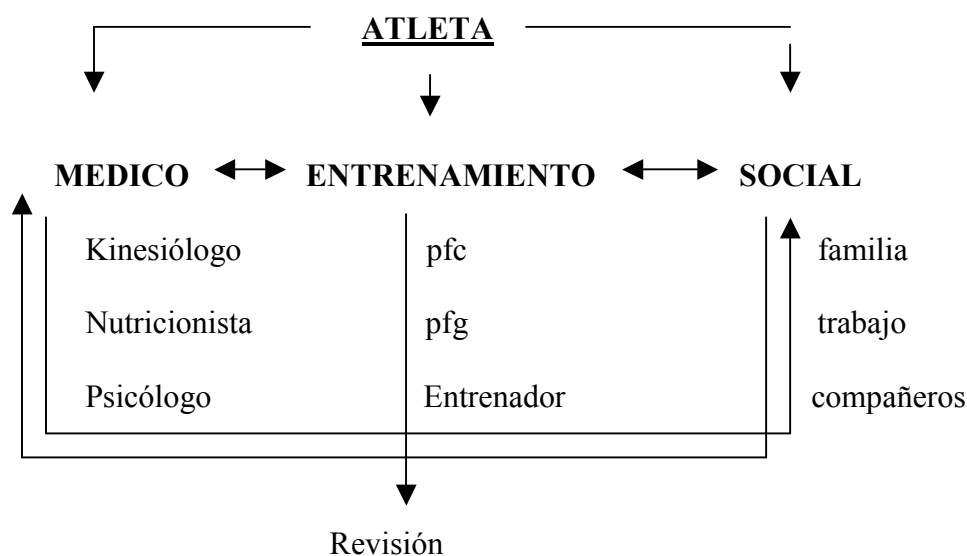 ATLETA
MEDICO ENTRENAMIENTO SOCIAL
Kinesiólogo pfc familia
Nutricionista pfg trabajo
Psicólogo Entrenador compañeros
Revisión